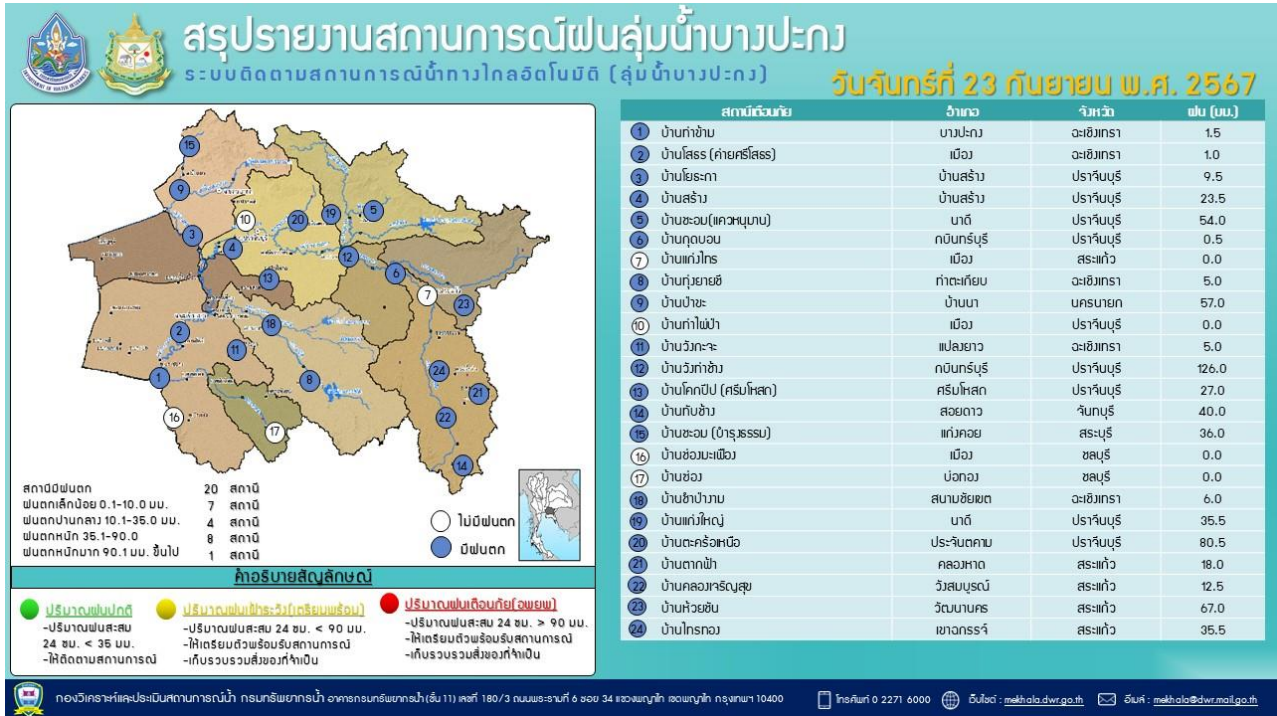 สรุปรายงานสถานการณ์ฝนลุ่มน้ำบางปะกง
ระบบติดตามสถานการณ์น้ำทางไกลอัตโนมัติ (ลุ่มน้ำบางปะกง)
วันจันทร์ที่ 23 กันยายน พ.ศ. 2567
สถานีเตือนภัย อำเภอ จังหวัด ฝน (มม.)
1 บ้านท่าข้าม บางปะกง ฉะเชิงเทรา 1.5
2 บ้านโสธร (ค่ายศรีโสธร) เมือง ฉะเชิงเทรา 1.0
3 บ้านโยธะกา บ้านสร้าง ปราจีนบุรี 9.5
4 บ้านสร้าง บ้านสร้าง ปราจีนบุรี 23.5
5 บ้านชะอม(แควหนุมาน) นาดี ปราจีนบุรี 54.0
6 บ้านกุดบอน กบินทร์บุรี ปราจีนบุรี 0.5
7 บ้านแก่งไทร เมือง สระแก้ว 0.0
8 บ้านทุ่งยายชี ท่าตะเกียบ ฉะเชิงเทรา 5.0
9 บ้านป่าขะ บ้านนา นครนายก 57.0
10 บ้านท่าไผ่ป่า เมือง ปราจีนบุรี 0.0
11 บ้านวังกะจะ แปลงยาว ฉะเชิงเทรา 5.0
12 บ้านวังท่าช้าง กบินทร์บุรี ปราจีนบุรี 126.0
13 บ้านโคกปีป (ศรีมโหสถ) ศรีมโหสถ ปราจีนบุรี 27.0
14 บ้านทับช้าง สอยดาว จันทบุรี 40.0
15 บ้านชะอม (บำรุงธรรม) แก่งคอย สระบุรี 36.0
16 บ้านช่องมะเฟือง เมือง ชลบุรี 0.0
17 บ้านช่อง บ่อทอง ชลบุรี 0.0
18 บ้านชำป่างาม สนามชัยเขต ฉะเชิงเทรา 6.0
19 บ้านแก่งใหญ่ นาดี ปราจีนบุรี 35.5
20 บ้านตะคร้อเหนือ ประจันตคาม ปราจีนบุรี 80.5
21 บ้านตากฟ้า คลองหาด สระแก้ว 18.0
22 บ้านคลองเจริญสุข วังสมบูรณ์ สระแก้ว 12.5
23 บ้านห้วยชัน วัฒนานคร สระแก้ว 67.0
24 บ้านไทรทอง เขาฉกรรจ์ สระแก้ว 35.5
สถานีมีฝนตก 20 สถานี
ฝนตกเล็กน้อย 0.1-10.0 มม. 7 สถานี
ฝนตกปานกลาง 10.1-35.0 มม. 4 สถานี
ฝนตกหนัก 35.1-90.0 8 สถานี
ฝนตกหนักมาก 90.1 มม. ขึ้นไป 1 สถานี
ไม่มีฝนตก
มีฝนตก
คำอธิบายสัญลักษณ์
ปริมาณฝนปกติ
-ปริมาณฝนสะสม
24 ชม. < 35 มม.
-ให้ติดตามสถานการณ์
ปริมาณฝนเฝ้าระวัง(เตรียมพร้อม)
-ปริมาณฝนสะสม 24 ชม. < 90 มม.
-ให้เตรียมตัวพร้อมรับสถานการณ์
-เก็บรวบรวมสิ่งของที่จำเป็น
ปริมาณฝนเตือนภัย(อพยพ)
-ปริมาณฝนสะสม 24 ชม. > 90 มม.
-ให้เตรียมตัวพร้อมรับสถานการณ์
-เก็บรวบรวมสิ่งของที่จำเป็น
กองวิเคราะห์และประเมินสถานการณ์น้ำ กรมทรัพยากรน้ำ อาคารกรมทรัพยากรน้ำ(ชั้น 11) เลขที่ 180/3 ถนนพระรามที่ 6 ซอย 34 แขวงพญาไท เขตพญาไท กรุงเทพฯ 10400
โทรศัพท์ 0 2271 6000
เว็บไซต์ : mekhala.dwr.go.th
อีเมล์ : mekhala@dwr.mail.go.th